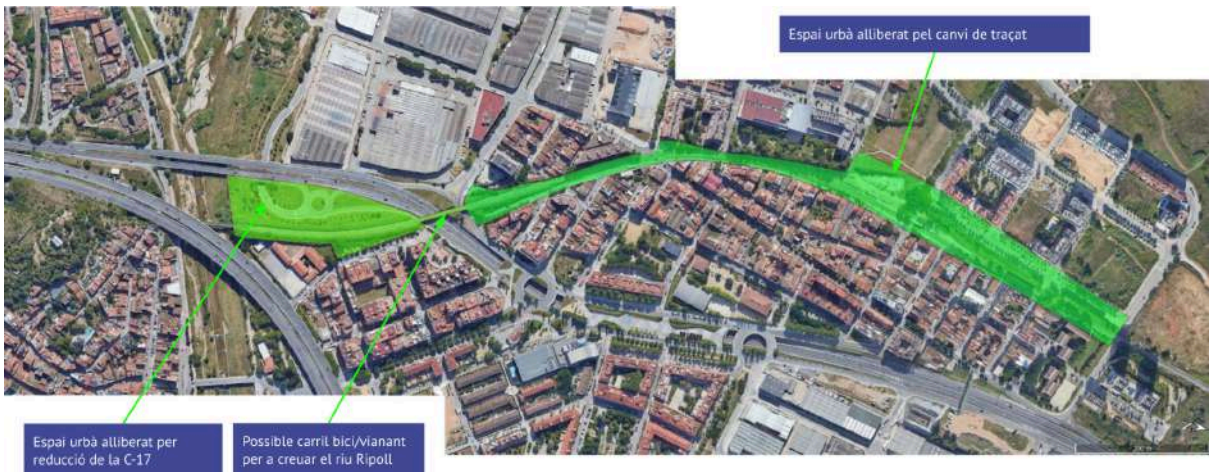 Espai urbà alliberat pel canvi de traçat
Espai urbà alliberat per
reducció de la C-17
Possible carril bici/vianant
per a creuar el riu Ripoll